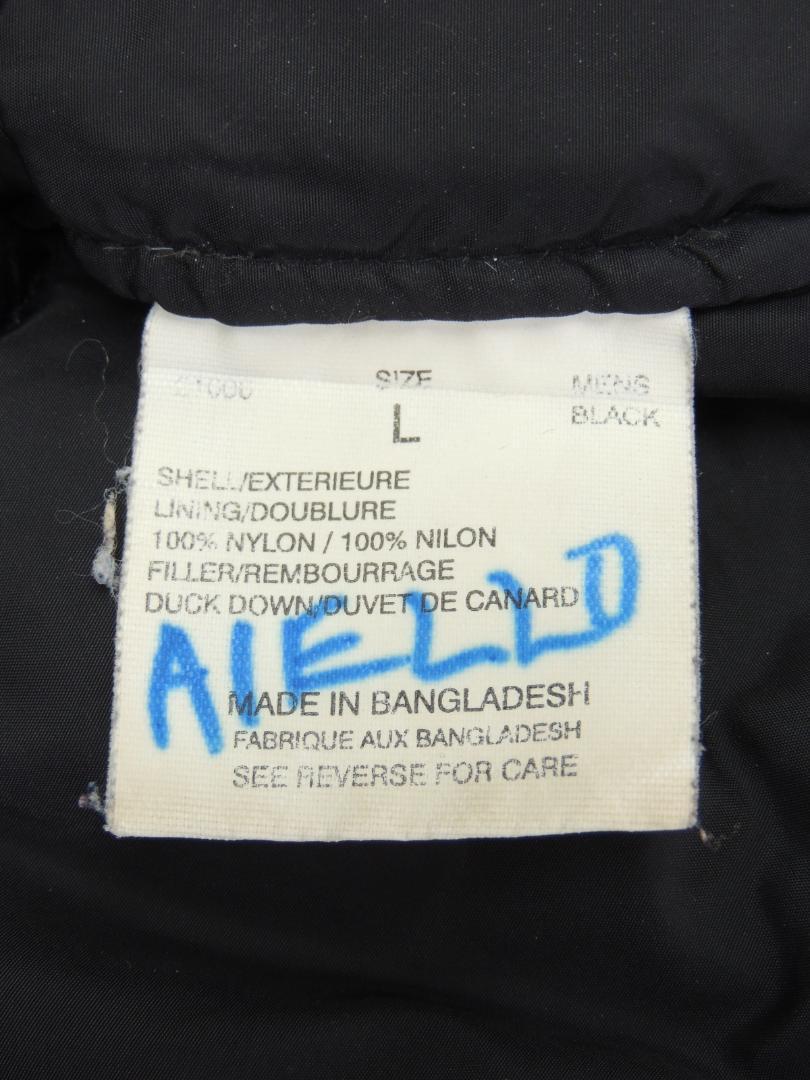 SIZE MENS
L BLACK
SHELL/EXTERIEURE
LINING/DOUBLURE
100% NYLON / 100% NILON
FILLER/REMBOURRAGE
DUCK DOWN/DUVET DE CANARD
AIELLO
MADE IN BANGLADESH
FABRIQUE AUX BANGLADESH
SEE REVERSE FOR CARE